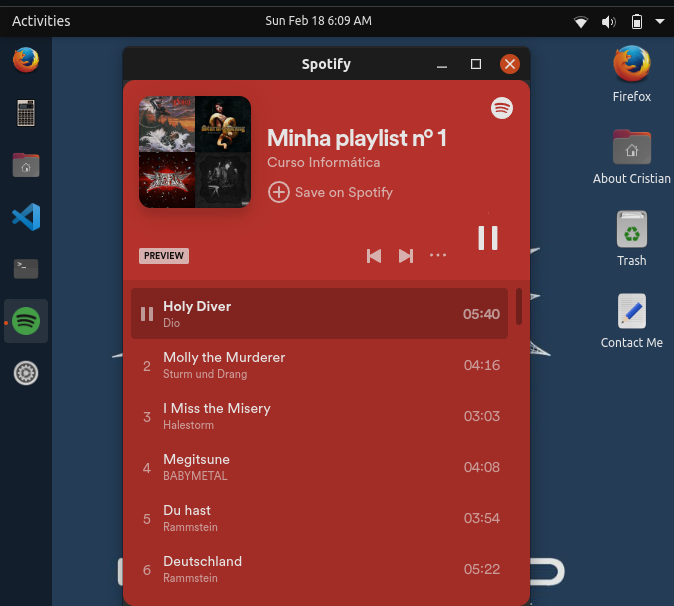 Activities
Sun Feb 18 6:09 AM
Spotify
Minha playlist nº 1
Curso Informática
Save on Spotify
PREVIEW
Holy Diver
Dio
05:40
2
Molly the Murderer
Sturm und Drang
04:16
3
I Miss the Misery
Halestorm
03:03
4
Megitsune
BABYMETAL
04:08
5
Du hast
Rammstein
03:54
6
Deutschland
Rammstein
05:22
Firefox
About Cristian
Trash
Contact Me